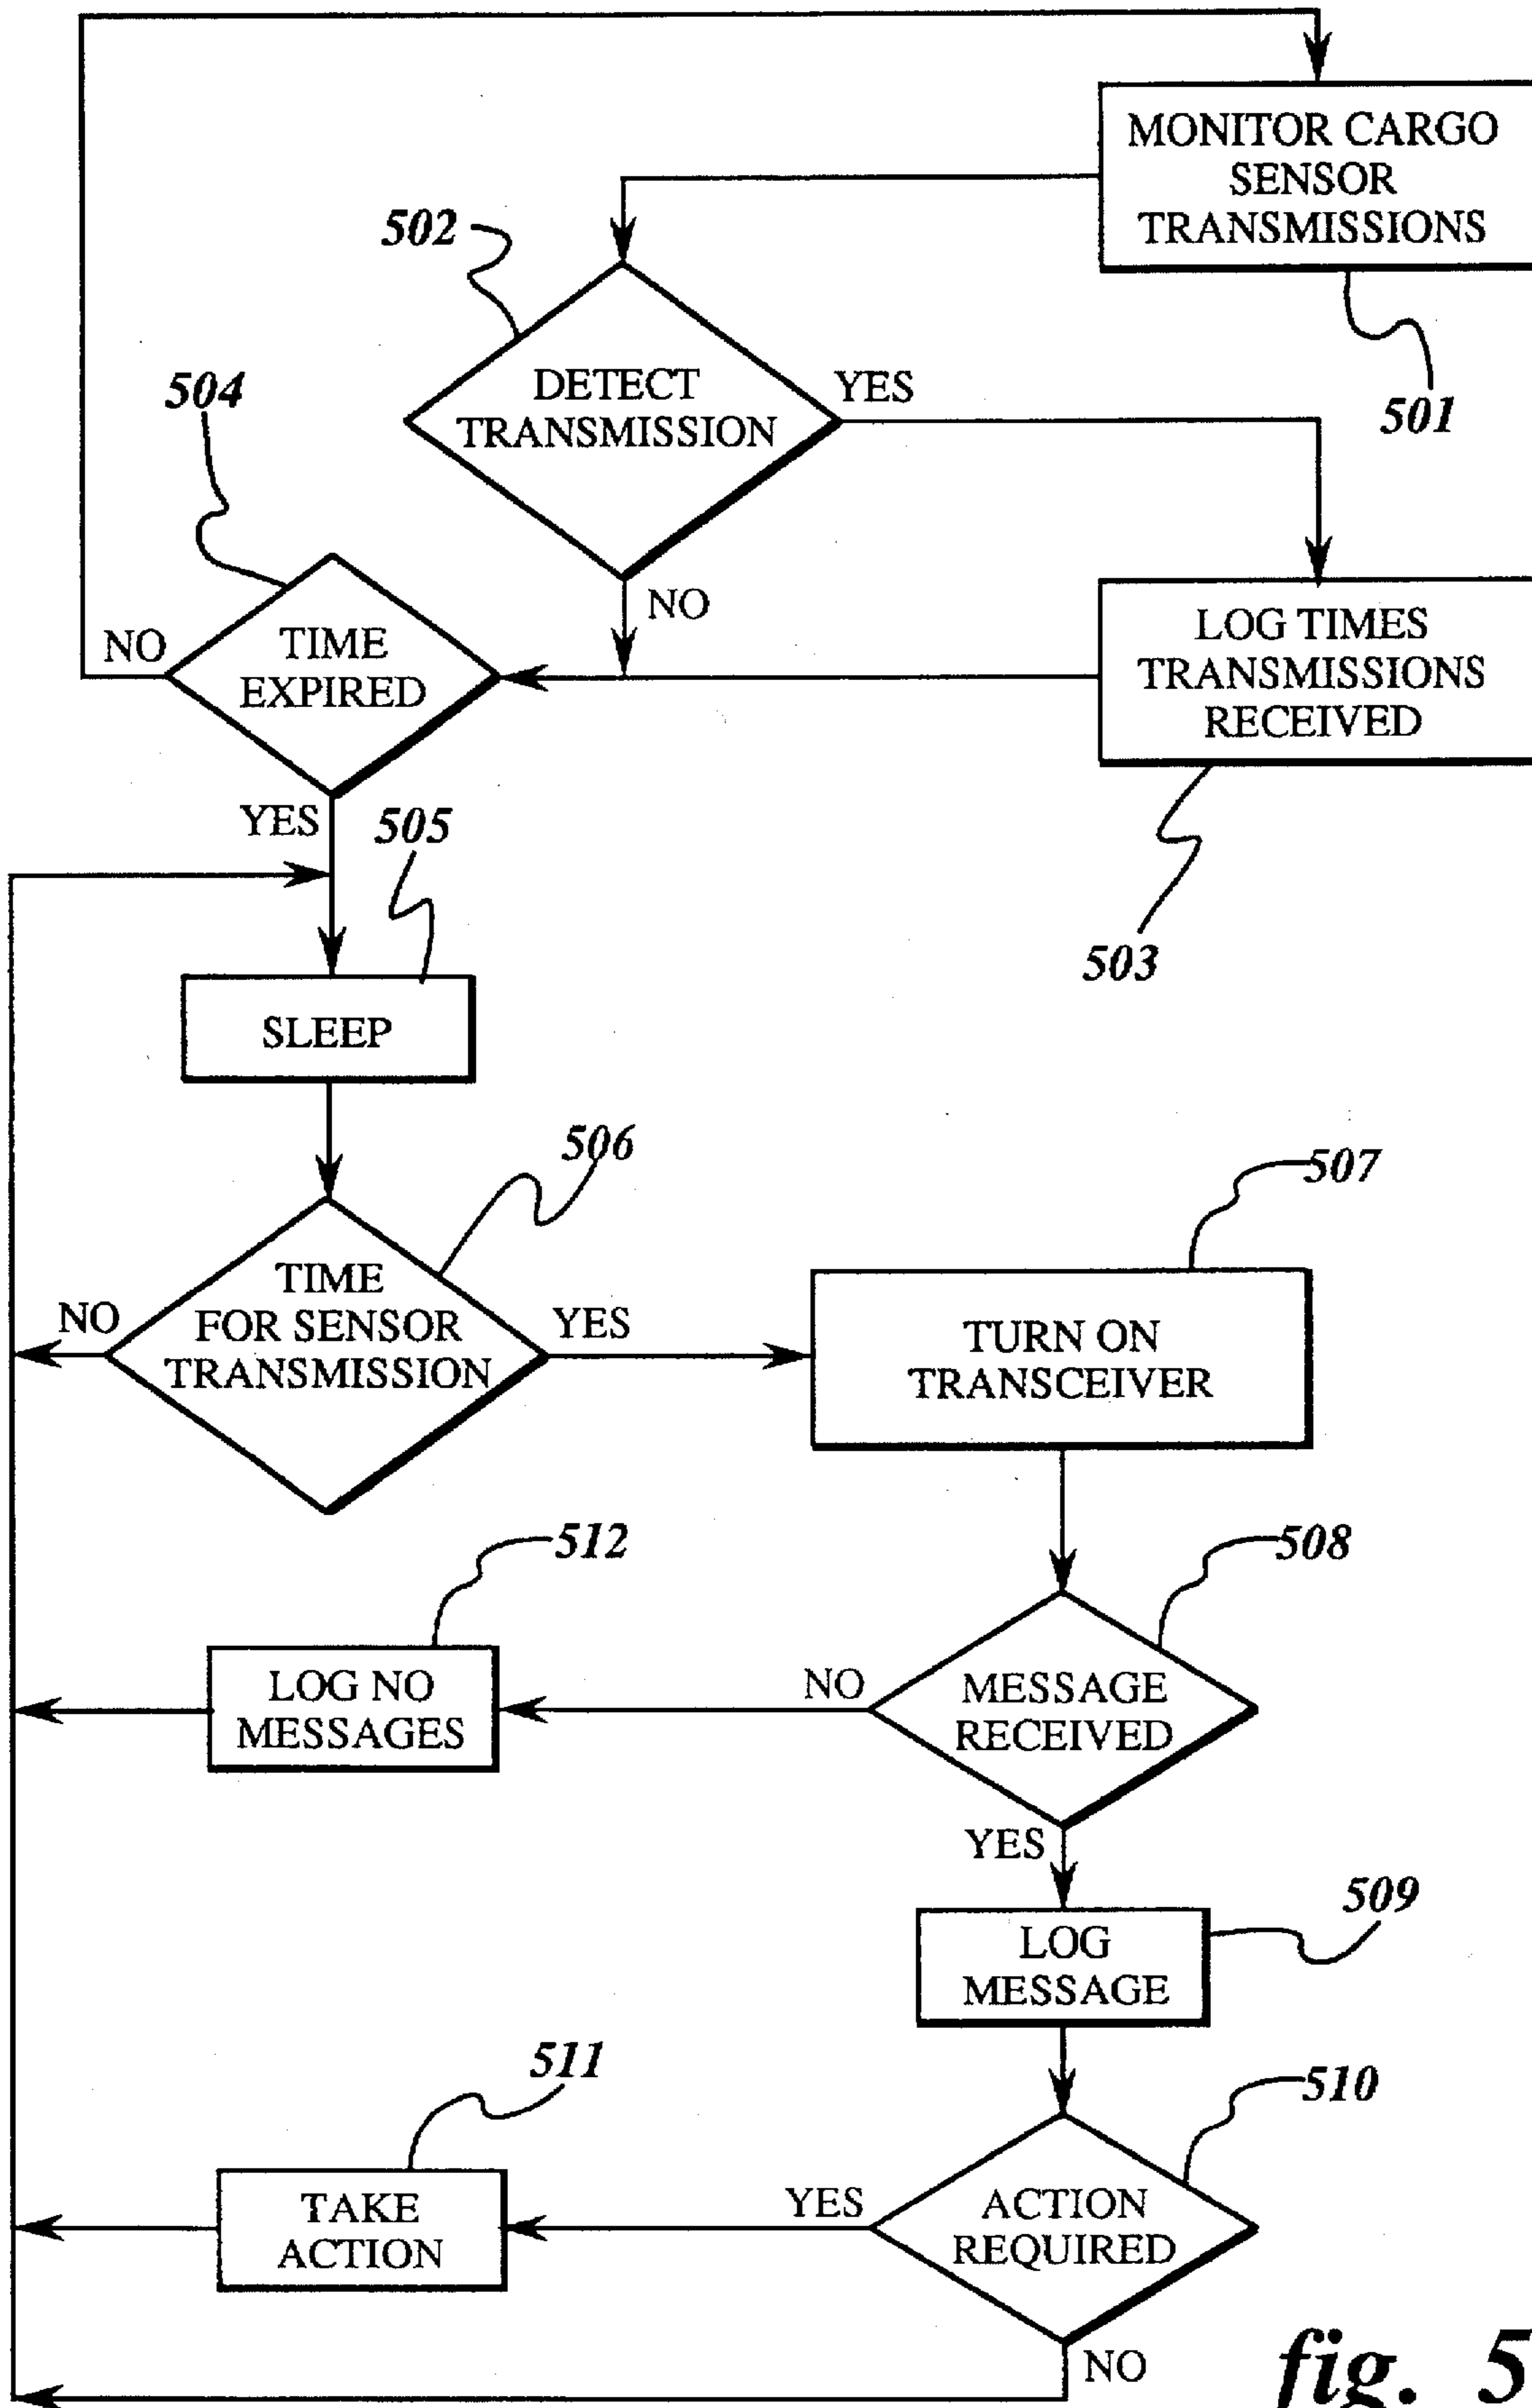 MONITOR CARGO
SENSOR
TRANSMISSIONS
501
502
DETECT
TRANSMISSION
YES
NO
504
TIME
EXPIRED
NO
YES
LOG TIMES
TRANSMISSIONS
RECEIVED
503
505
SLEEP
506
TIME
FOR SENSOR
TRANSMISSION
NO
YES
507
TURN ON
TRANSCEIVER
508
MESSAGE
RECEIVED
NO
YES
512
LOG NO
MESSAGES
509
LOG
MESSAGE
510
ACTION
REQUIRED
YES
NO
511
TAKE
ACTION
fig. 5